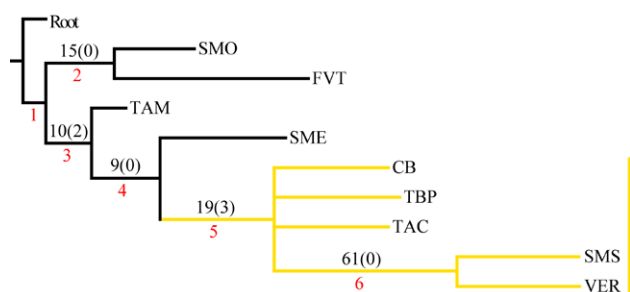 Root
15(0)
SMO
2
FVT
1
10(2)
TAM
3
SME
9(0)
4
CB
19(3)
TBP
5
TAC
61(0)
SMS
6
VER